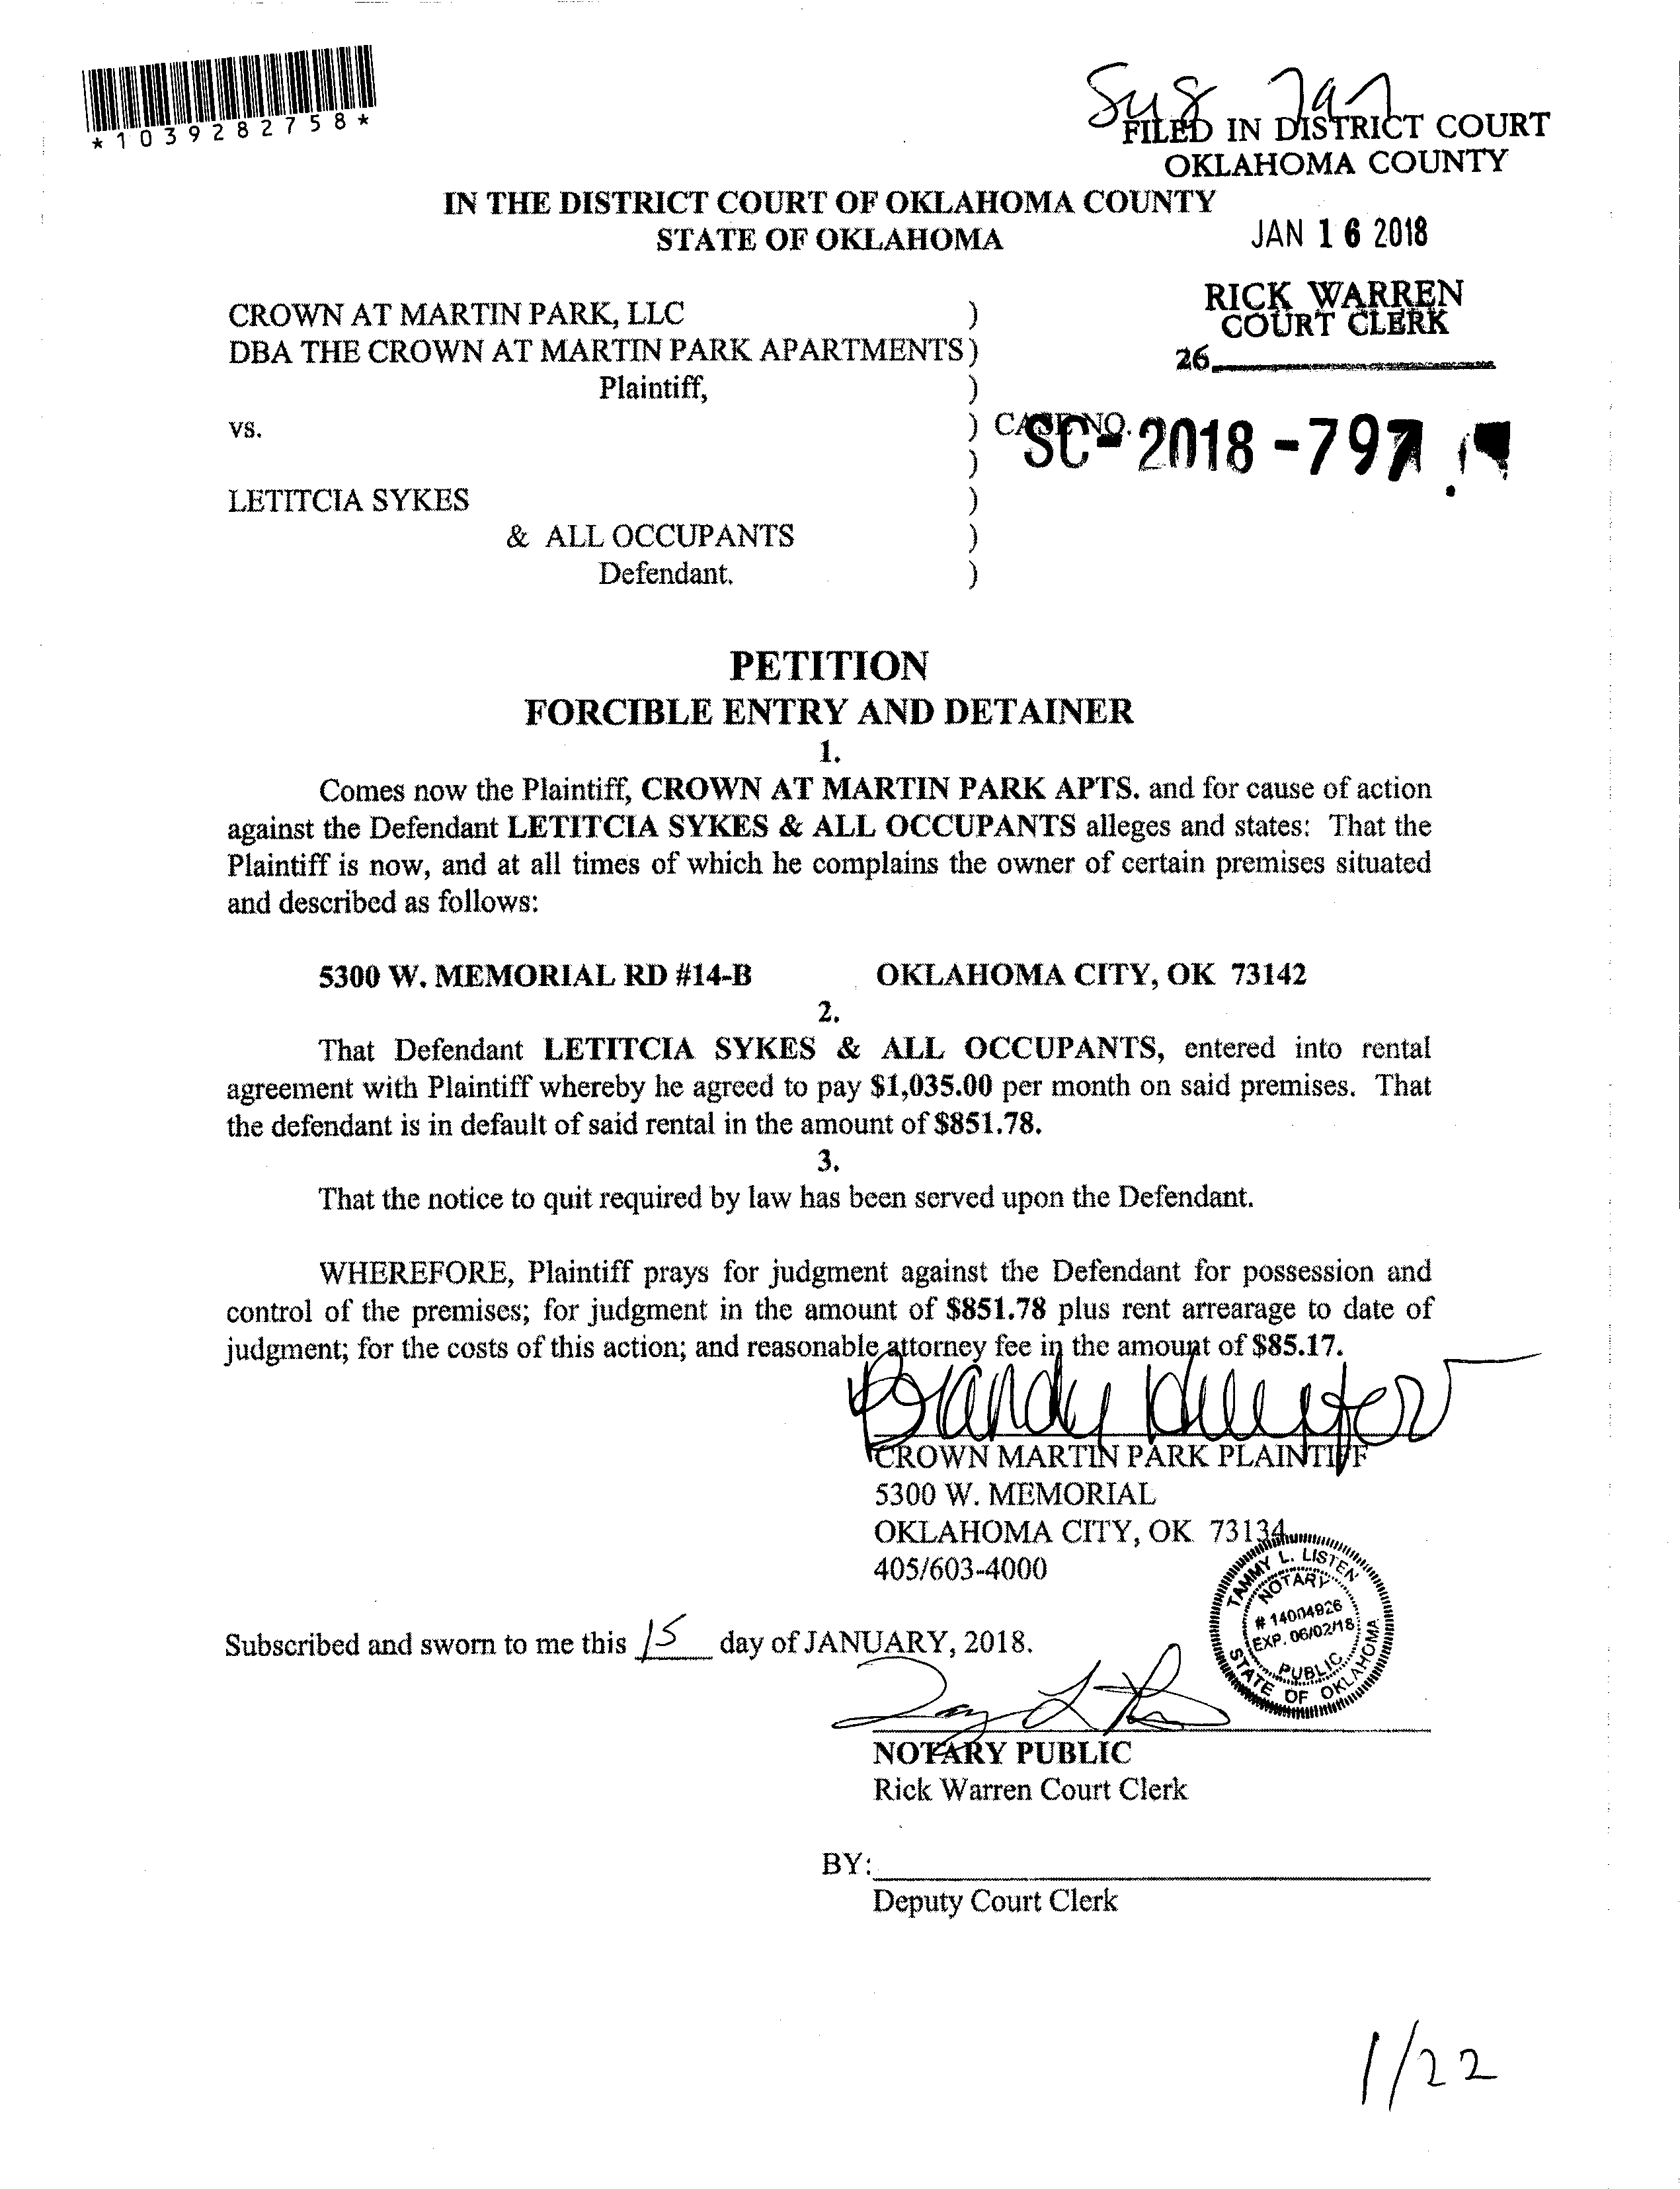 *1039282758*
FILED IN DISTRICT COURT
OKLAHOMA COUNTY
IN THE DISTRICT COURT OF OKLAHOMA COUNTY
STATE OF OKLAHOMA
JAN 16 2018
RICK WARREN
COURT CLERK
26
CROWN AT MARTIN PARK, LLC )
DBA THE CROWN AT MARTIN PARK APARTMENTS )
Plaintiff, )
vs. ) CASE NO. SC-2018-797
)
LETITCIA SYKES )
& ALL OCCUPANTS )
Defendant. )
PETITION
FORCIBLE ENTRY AND DETAINER
1.
Comes now the Plaintiff, CROWN AT MARTIN PARK APTS. and for cause of action
against the Defendant LETITCIA SYKES & ALL OCCUPANTS alleges and states: That the
Plaintiff is now, and at all times of which he complains the owner of certain premises situated
and described as follows:
5300 W. MEMORIAL RD #14-B OKLAHOMA CITY, OK 73142
2.
That Defendant LETITCIA SYKES & ALL OCCUPANTS, entered into rental
agreement with Plaintiff whereby he agreed to pay $1,035.00 per month on said premises. That
the defendant is in default of said rental in the amount of $851.78.
3.
That the notice to quit required by law has been served upon the Defendant.
WHEREFORE, Plaintiff prays for judgment against the Defendant for possession and
control of the premises; for judgment in the amount of $851.78 plus rent arrearage to date of
judgment; for the costs of this action; and reasonable attorney fee in the amount of $85.17.
CROWN MARTIN PARK PLAINTIFF
5300 W. MEMORIAL
OKLAHOMA CITY, OK 73134
405/603-4000
TAMMY L. LISTEN
NOTARY
# 14004926
EXP. 06/02/18
PUBLIC
STATE OF OKLAHOMA
Subscribed and sworn to me this 15 day of JANUARY, 2018.
NOTARY PUBLIC
Rick Warren Court Clerk
BY:
Deputy Court Clerk
1/22